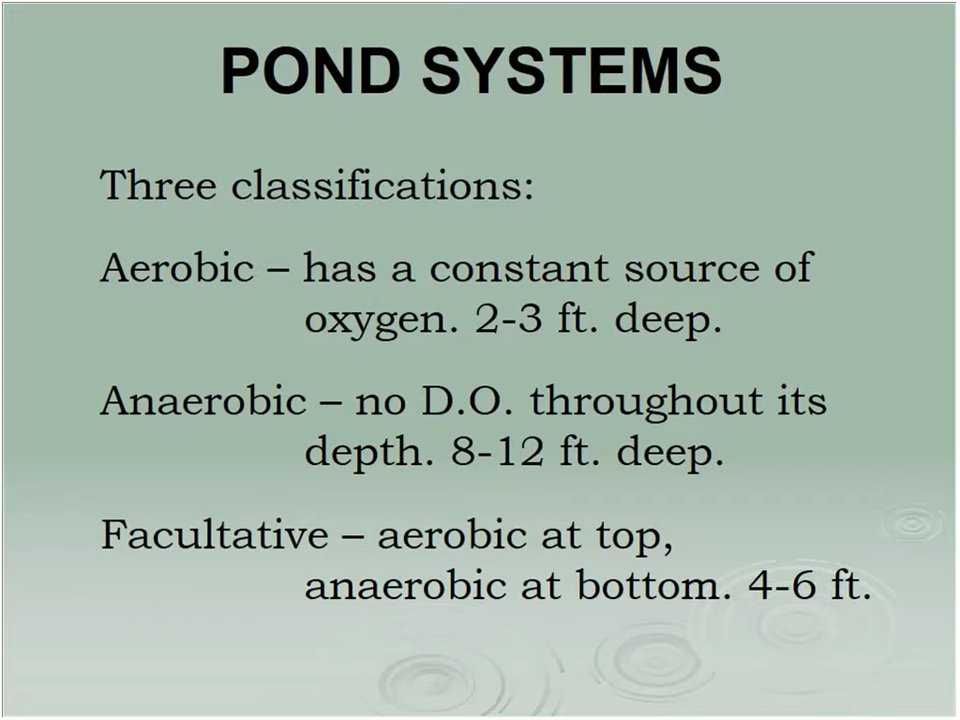 POND SYSTEMS
Three classifications:
Aerobic – has a constant source of
oxygen. 2-3 ft. deep.
Anaerobic – no D.O. throughout its
depth. 8-12 ft. deep.
Facultative – aerobic at top,
anaerobic at bottom. 4-6 ft.